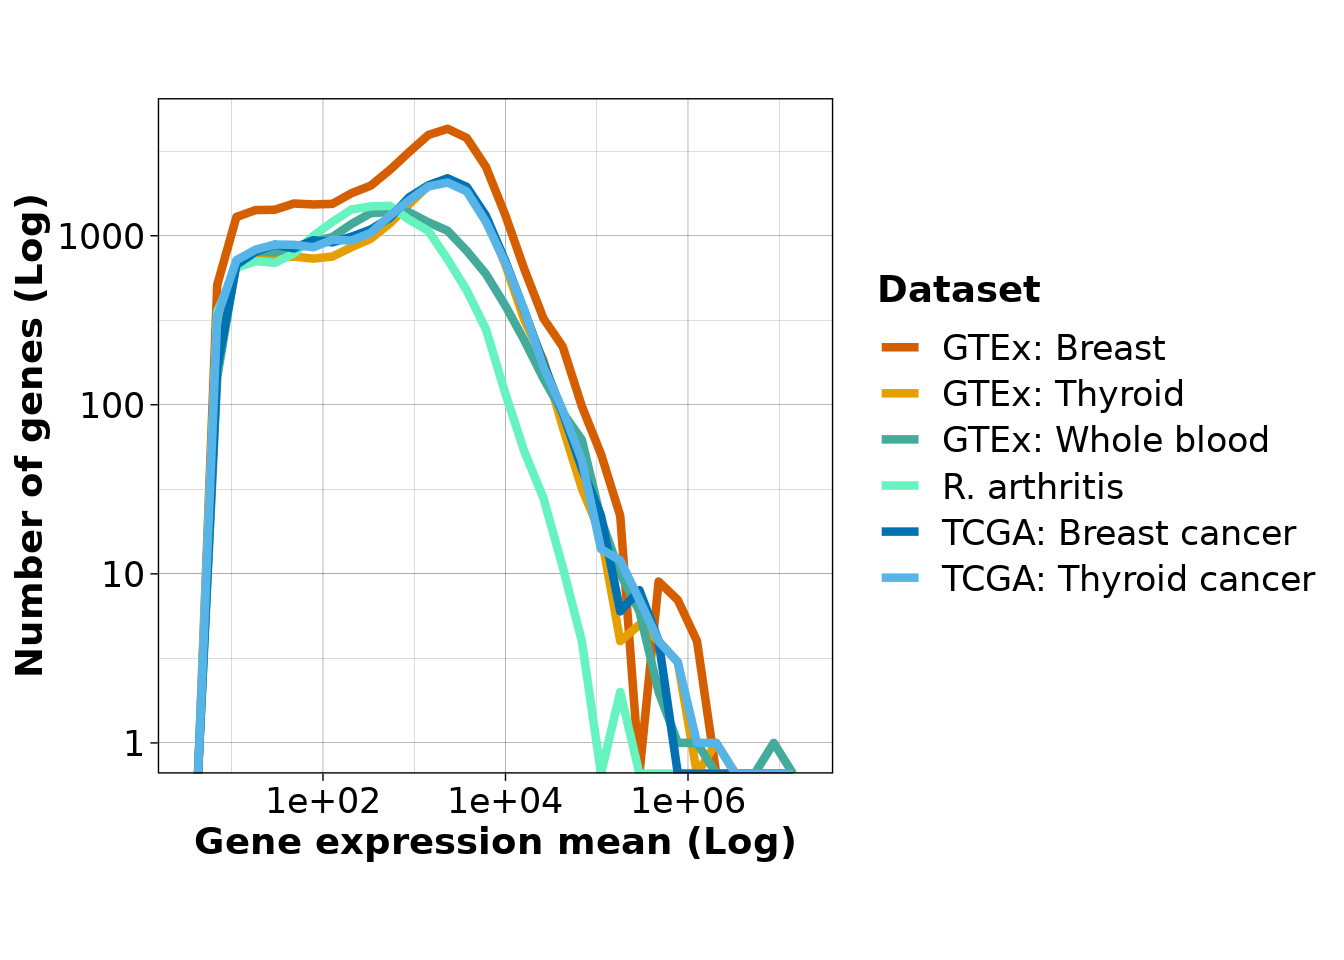 Number of genes (Log)
1000
100
10
1
1e+02
1e+04
1e+06
Gene expression mean (Log)
Dataset
GTEx: Breast
GTEx: Thyroid
GTEx: Whole blood
R. arthritis
TCGA: Breast cancer
TCGA: Thyroid cancer